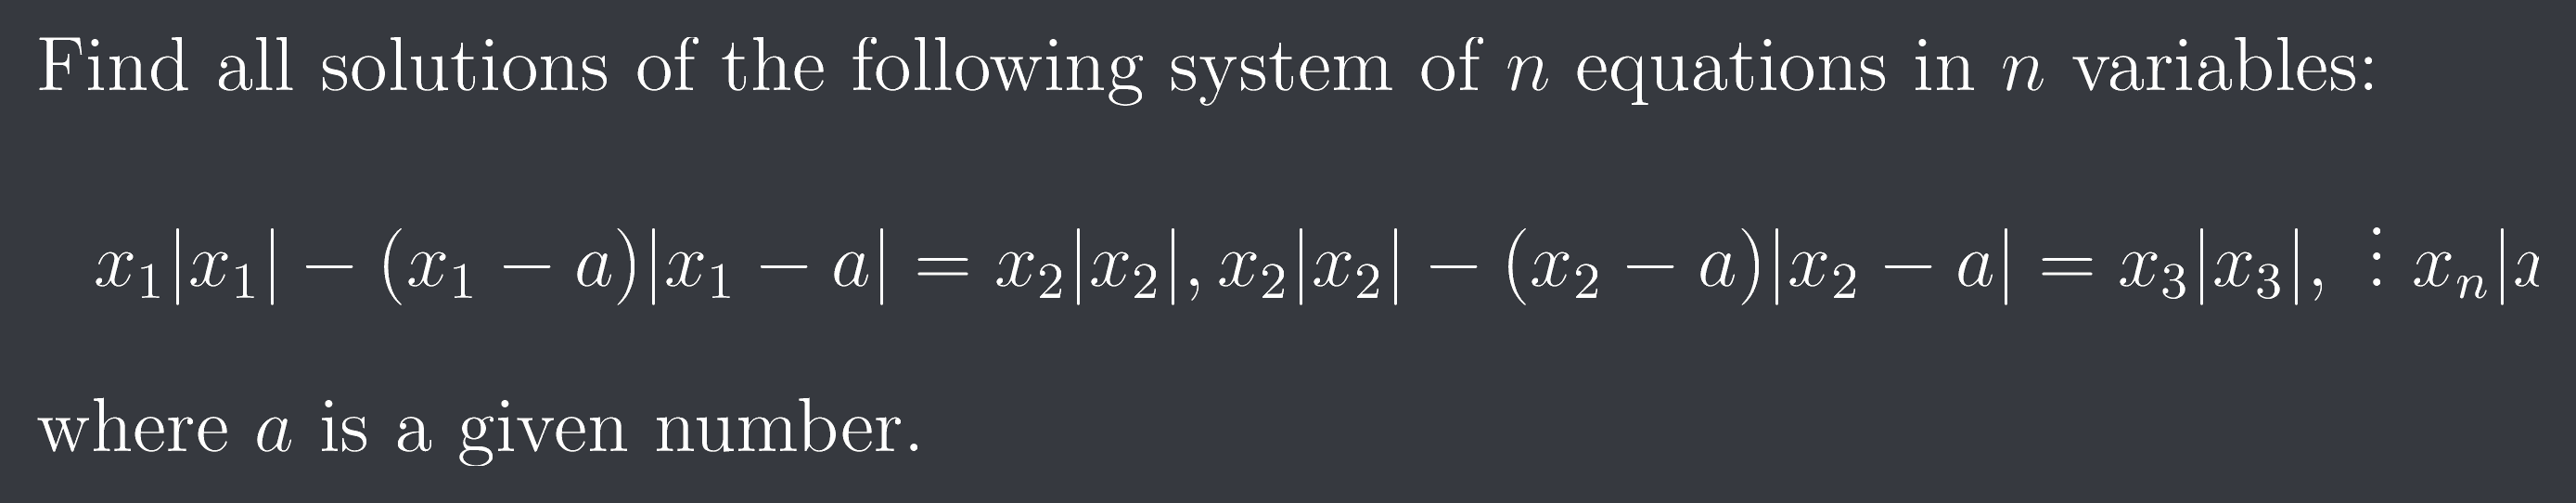 Find all solutions of the following system of n equations in n variables:
x₁|x₁| − (x₁ − a)|x₁ − a| = x₂|x₂|, x₂|x₂| − (x₂ − a)|x₂ − a| = x₃|x₃|, ⋮ xₙ|
where a is a given number.